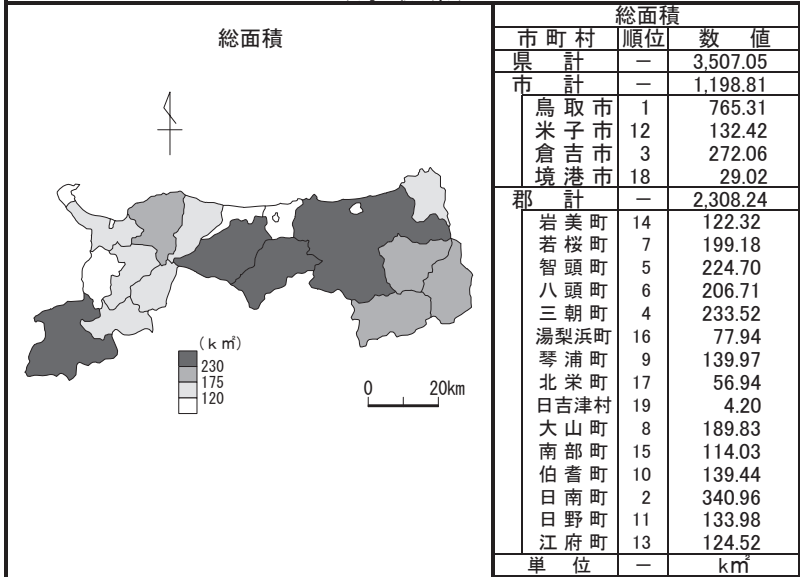 総面積
(k㎡)
230
175
120
0 20km
総面積
市町村 順位 数値
県計 － 3,507.05
市計 － 1,198.81
鳥取市 1 765.31
米子市 12 132.42
倉吉市 3 272.06
境港市 18 29.02
郡計 － 2,308.24
岩美町 14 122.32
若桜町 7 199.18
智頭町 5 224.70
八頭町 6 206.71
三朝町 4 233.52
湯梨浜町 16 77.94
琴浦町 9 139.97
北栄町 17 56.94
日吉津村 19 4.20
大山町 8 189.83
南部町 15 114.03
伯耆町 10 139.44
日南町 2 340.96
日野町 11 133.98
江府町 13 124.52
単位 － k㎡